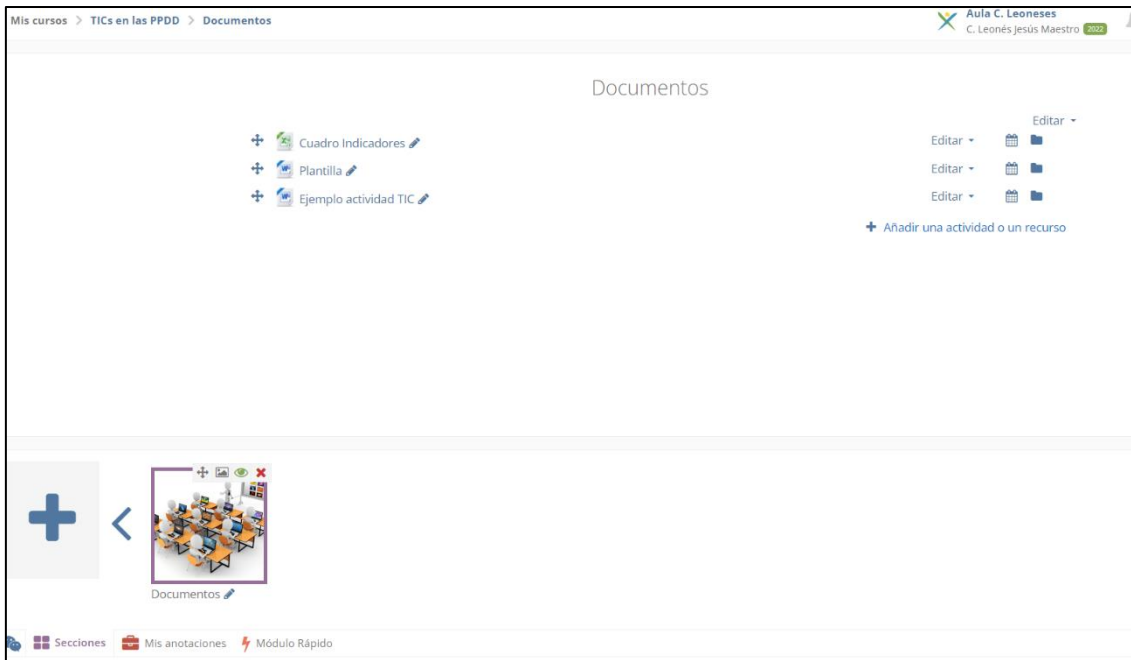 Mis cursos > TICs en las PPDD > Documentos
Aula C. Leoneses
C. Leonés Jesús Maestro 2022
Documentos
Editar
Cuadro Indicadores Editar
Plantilla Editar
Ejemplo actividad TIC Editar
Añadir una actividad o un recurso
Documentos
Secciones Mis anotaciones Módulo Rápido